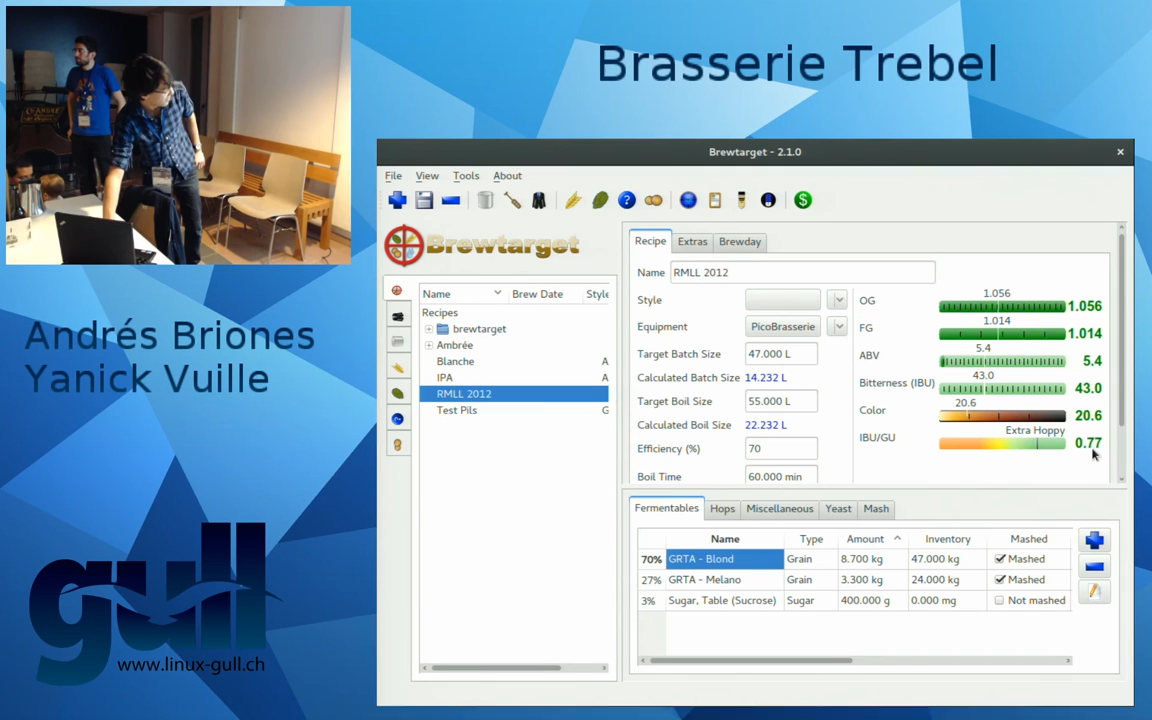 Brasserie Trebel
Andrés Briones
Yanick Vuille
gull
www.linux-gull.ch
Brewtarget - 2.1.0
File View Tools About
Brewtarget
Name Brew Date Style
Recipes
brewtarget
Ambrée
Blanche A
IPA A
RMLL 2012
Test Pils G
Recipe Extras Brewday
Name RMLL 2012
Style
Equipment PicoBrasserie
Target Batch Size 47.000 L
Calculated Batch Size 14.232 L
Target Boil Size 55.000 L
Calculated Boil Size 22.232 L
Efficiency (%) 70
Boil Time 60.000 min
1.056
OG 1.056
1.014
FG 1.014
5.4
ABV 5.4
43.0
Bitterness (IBU) 43.0
20.6
Color 20.6
Extra Hoppy
IBU/GU 0.77
Fermentables Hops Miscellaneous Yeast Mash
Name Type Amount Inventory Mashed
70% GRTA - Blond Grain 8.700 kg 47.000 kg Mashed
27% GRTA - Melano Grain 3.300 kg 24.000 kg Mashed
3% Sugar, Table (Sucrose) Sugar 400.000 g 0.000 mg Not mashed